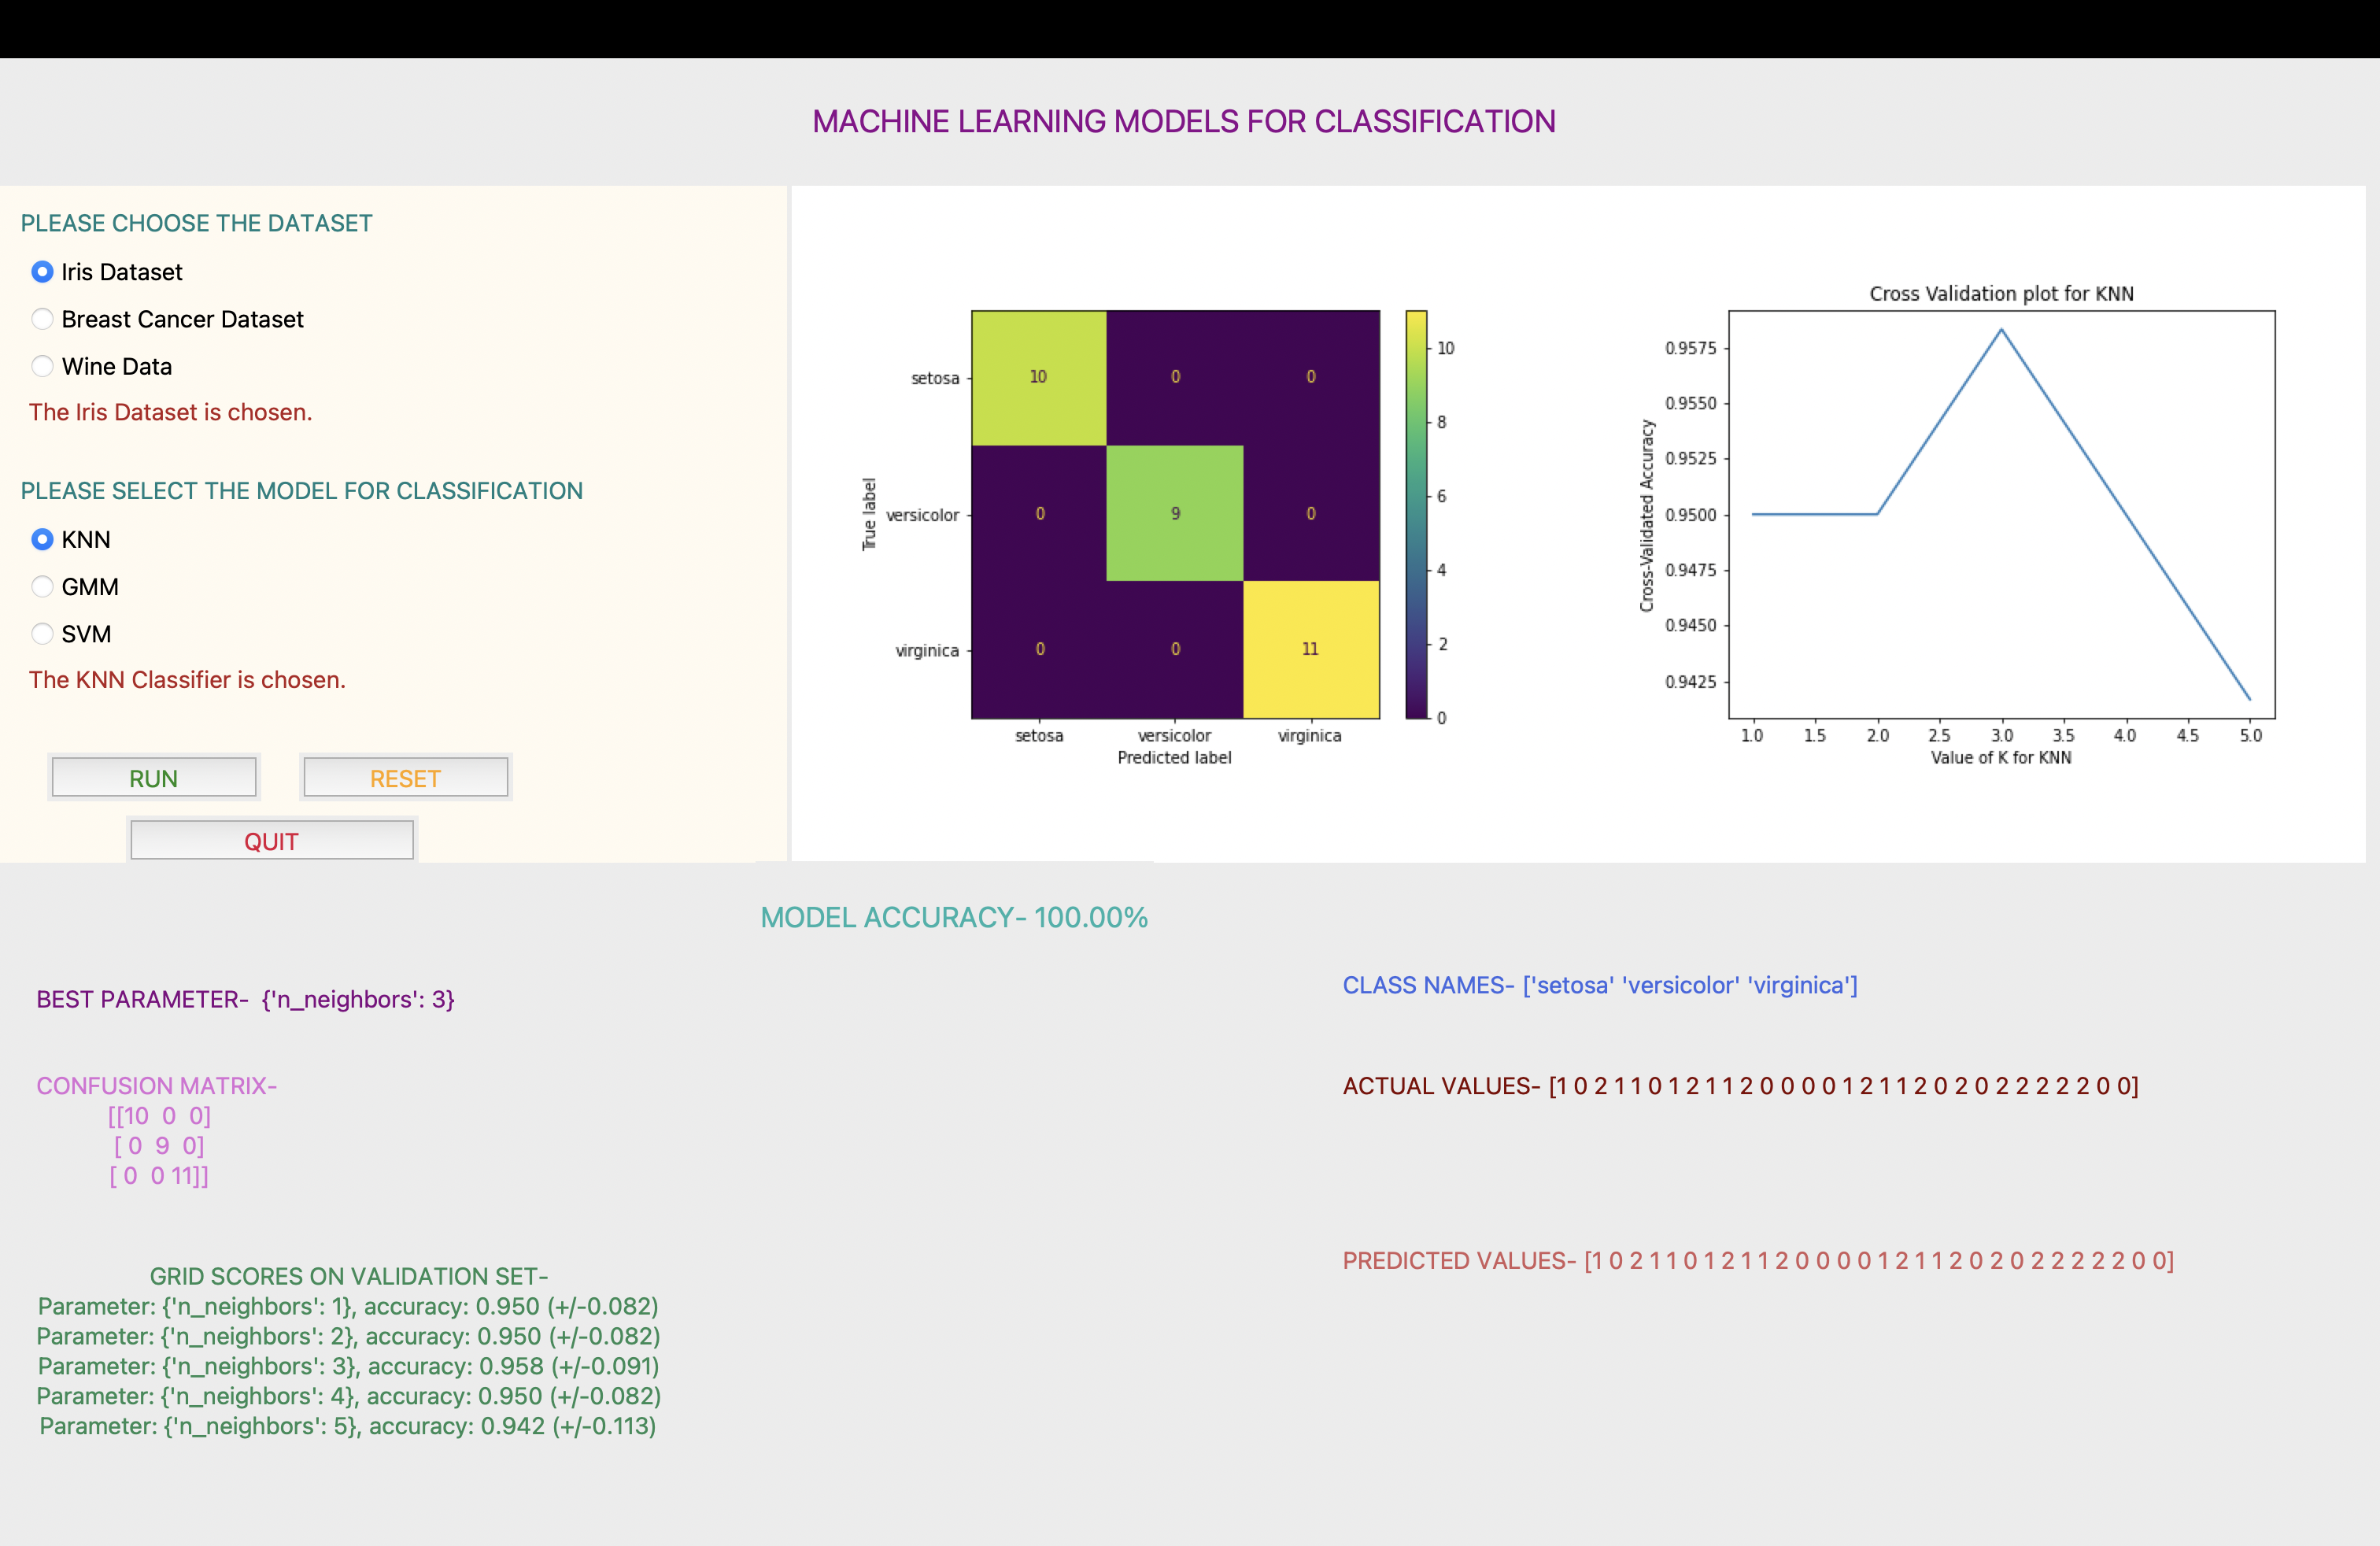 MACHINE LEARNING MODELS FOR CLASSIFICATION
PLEASE CHOOSE THE DATASET
Iris Dataset
Breast Cancer Dataset
Wine Data
The Iris Dataset is chosen.
PLEASE SELECT THE MODEL FOR CLASSIFICATION
KNN
GMM
SVM
The KNN Classifier is chosen.
RUN
RESET
QUIT
True label
setosa
versicolor
virginica
10 0 0
0 9 0
0 0 11
setosa versicolor virginica
Predicted label
10
8
6
4
2
0
Cross Validation plot for KNN
Cross-Validated Accuracy
0.9575
0.9550
0.9525
0.9500
0.9475
0.9450
0.9425
1.0 1.5 2.0 2.5 3.0 3.5 4.0 4.5 5.0
Value of K for KNN
MODEL ACCURACY- 100.00%
BEST PARAMETER- {'n_neighbors': 3}
CONFUSION MATRIX-
[[10 0 0]
[ 0 9 0]
[ 0 0 11]]
GRID SCORES ON VALIDATION SET-
Parameter: {'n_neighbors': 1}, accuracy: 0.950 (+/-0.082)
Parameter: {'n_neighbors': 2}, accuracy: 0.950 (+/-0.082)
Parameter: {'n_neighbors': 3}, accuracy: 0.958 (+/-0.091)
Parameter: {'n_neighbors': 4}, accuracy: 0.950 (+/-0.082)
Parameter: {'n_neighbors': 5}, accuracy: 0.942 (+/-0.113)
CLASS NAMES- ['setosa' 'versicolor' 'virginica']
ACTUAL VALUES- [1 0 2 1 1 0 1 2 1 1 2 0 0 0 0 1 2 1 1 2 0 2 0 2 2 2 2 2 0 0]
PREDICTED VALUES- [1 0 2 1 1 0 1 2 1 1 2 0 0 0 0 1 2 1 1 2 0 2 0 2 2 2 2 2 0 0]